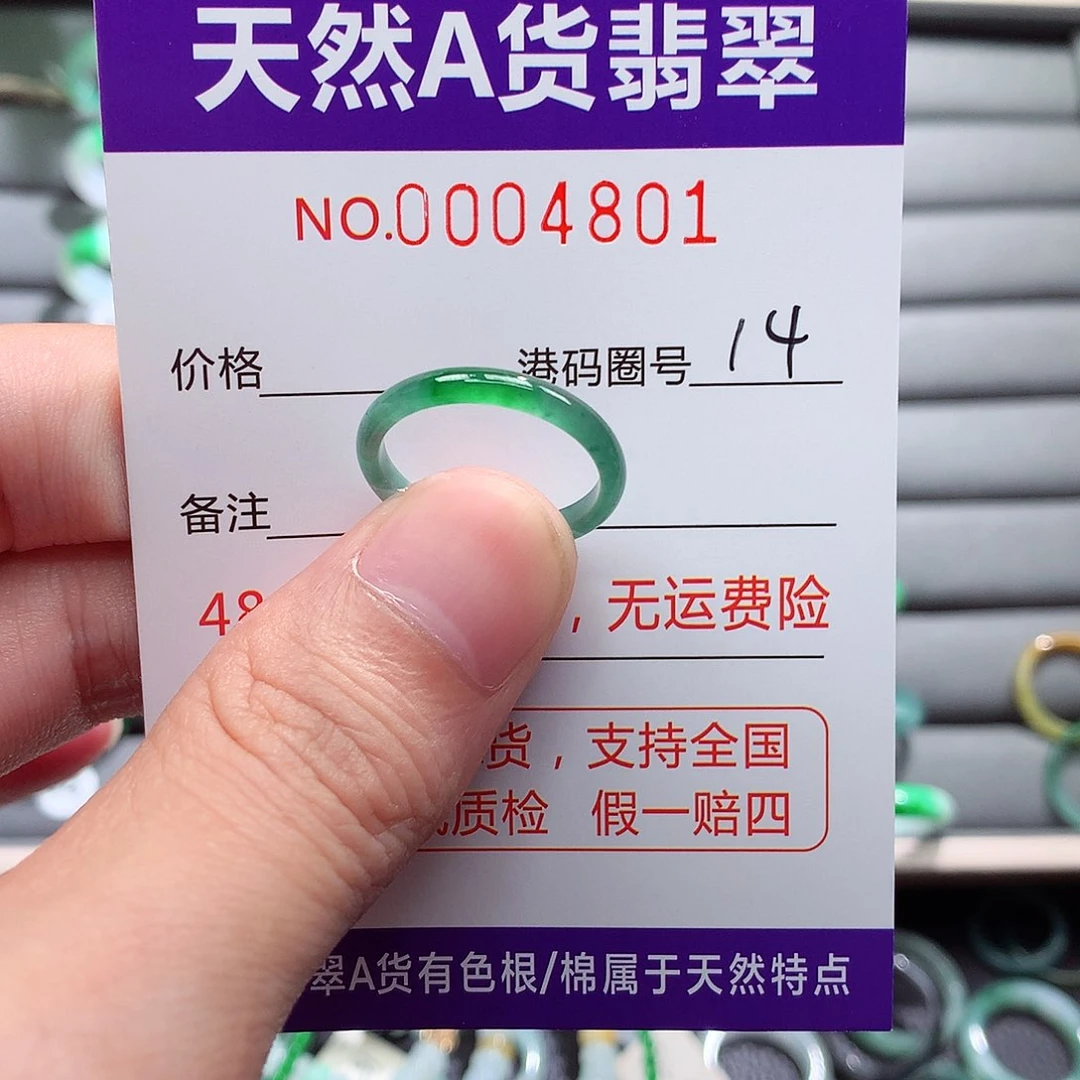 天然A货翡翠
NO.0004801
价格 港码圈号 14
备注
48 ，无运费险
货，支持全国
质检 假一赔四
翠A货有色根/棉属于天然特点